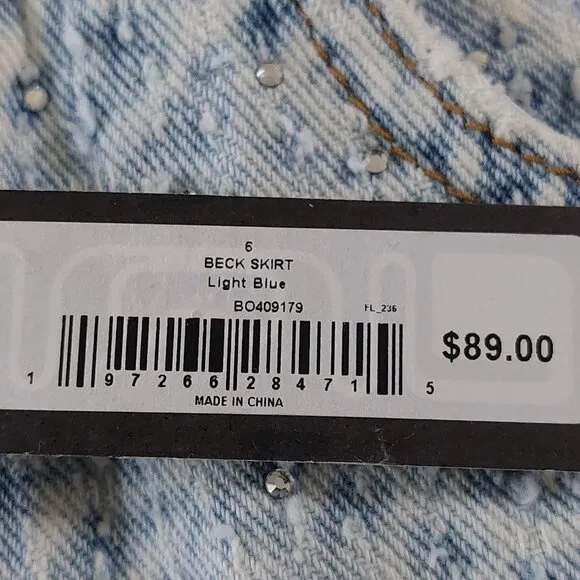 6
BECK SKIRT
Light Blue
BO409179 FL_236
$89.00
1 97266 28471 5
MADE IN CHINA